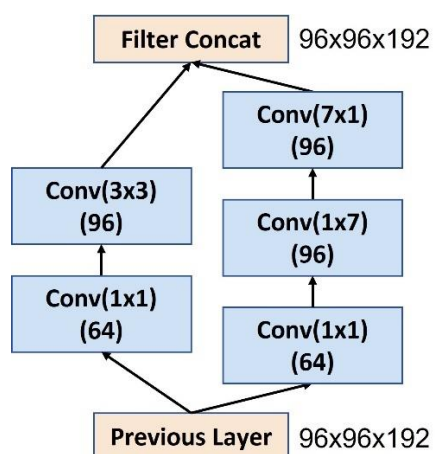 Filter Concat 96x96x192
Conv(7x1)
(96)
Conv(3x3)
(96)
Conv(1x7)
(96)
Conv(1x1)
(64)
Conv(1x1)
(64)
Previous Layer 96x96x192